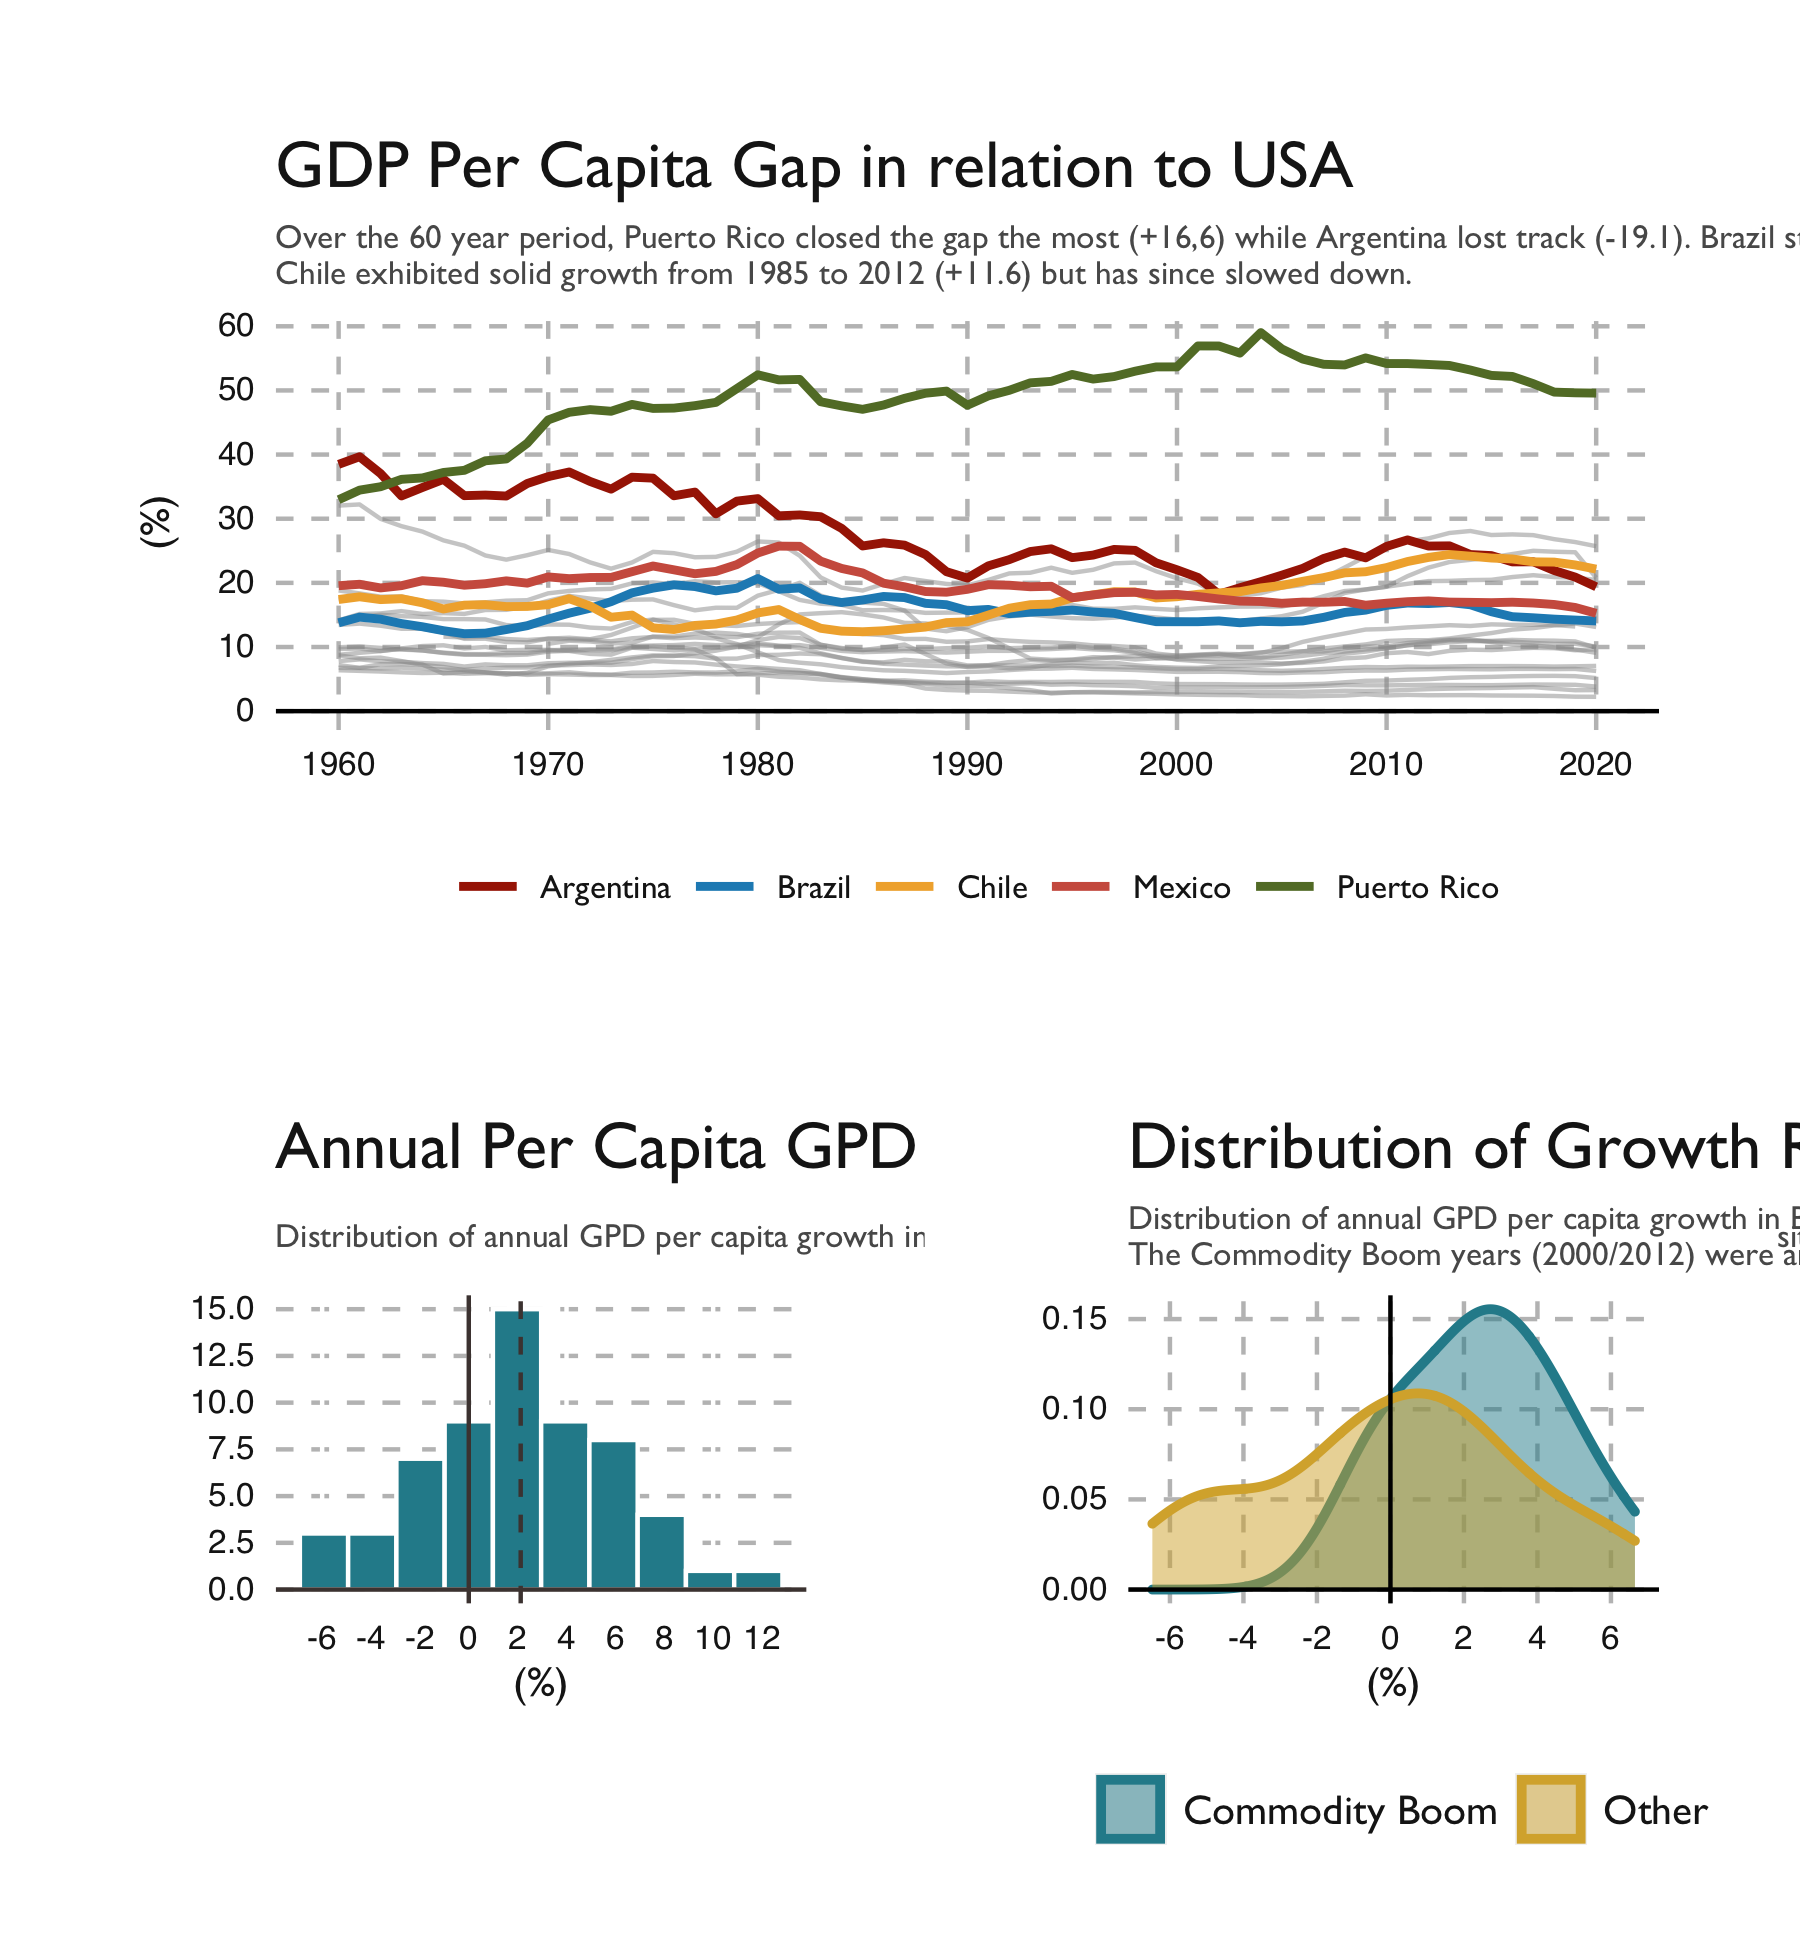 GDP Per Capita Gap in relation to USA
Over the 60 year period, Puerto Rico closed the gap the most (+16,6) while Argentina lost track (-19.1). Brazil
Chile exhibited solid growth from 1985 to 2012 (+11.6) but has since slowed down.
60
50
40
30
20
10
0
(%)
1960 1970 1980 1990 2000 2010 2020
Argentina Brazil Chile Mexico Puerto Rico
Annual Per Capita GPD
Distribution of annual GPD per capita growth in
15.0
12.5
10.0
7.5
5.0
2.5
0.0
-6 -4 -2 0 2 4 6 8 10 12
(%)
Distribution of Growth
Distribution of annual GPD per capita growth in
The Commodity Boom years (2000/2012) were
0.15
0.10
0.05
0.00
-6 -4 -2 0 2 4 6
(%)
Commodity Boom Other